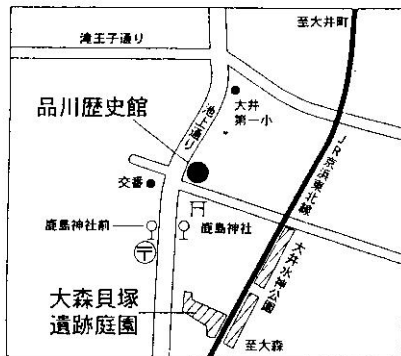 至大井町
滝王子通り
大井
第一小
品川歴史館
池上通り
JR京浜東北線
交番
鹿島神社前
鹿島神社
〒
大井水神公園
大森貝塚
遺跡庭園
至大森